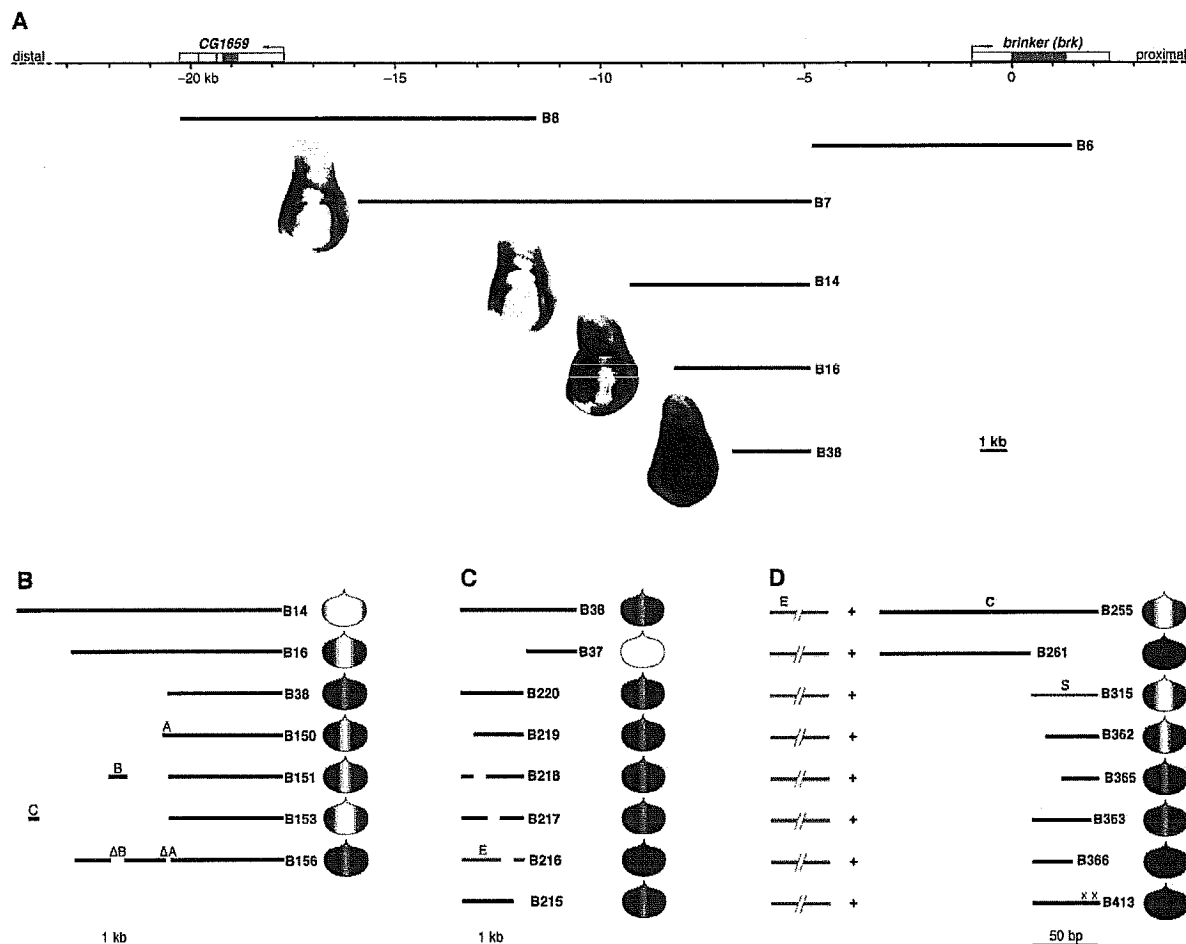 A
CG1659
brinker (brk)
distal
proximal
−20 kb
−15
−10
−5
0
B8
B6
B7
B14
B16
B38
1 kb
B
B14
B16
B38
A
B150
B
B151
C
B153
ΔB ΔA
B156
1 kb
C
B38
B37
B220
B219
B218
B217
E
B216
B215
1 kb
D
E + C B255
+ B261
+ S B315
+ B362
+ B365
+ B363
+ B366
+ x x B413
50 bp